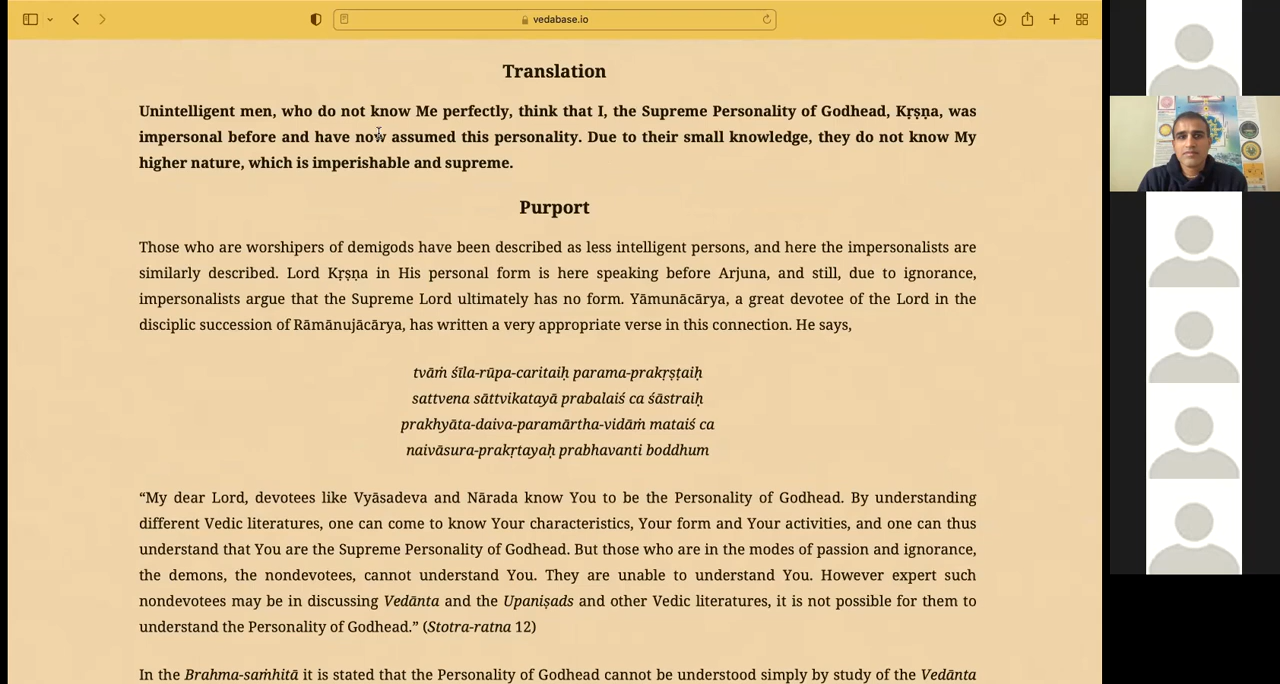 vedabase.io
Translation
Unintelligent men, who do not know Me perfectly, think that I, the Supreme Personality of Godhead, Kṛṣṇa, was
impersonal before and have now assumed this personality. Due to their small knowledge, they do not know My
higher nature, which is imperishable and supreme.
Purport
Those who are worshipers of demigods have been described as less intelligent persons, and here the impersonalists are
similarly described. Lord Kṛṣṇa in His personal form is here speaking before Arjuna, and still, due to ignorance,
impersonalists argue that the Supreme Lord ultimately has no form. Yāmunācārya, a great devotee of the Lord in the
disciplic succession of Rāmānujācārya, has written a very appropriate verse in this connection. He says,
tvāṁ śīla-rūpa-caritaiḥ parama-prakṛṣṭaiḥ
sattvena sāttvikatayā prabalaiś ca śāstraiḥ
prakhyāta-daiva-paramārtha-vidāṁ mataiś ca
naivāsura-prakṛtayaḥ prabhavanti boddhum
“My dear Lord, devotees like Vyāsadeva and Nārada know You to be the Personality of Godhead. By understanding
different Vedic literatures, one can come to know Your characteristics, Your form and Your activities, and one can thus
understand that You are the Supreme Personality of Godhead. But those who are in the modes of passion and ignorance,
the demons, the nondevotees, cannot understand You. They are unable to understand You. However expert such
nondevotees may be in discussing Vedānta and the Upaniṣads and other Vedic literatures, it is not possible for them to
understand the Personality of Godhead.” (Stotra-ratna 12)
In the Brahma-saṁhitā it is stated that the Personality of Godhead cannot be understood simply by study of the Vedānta